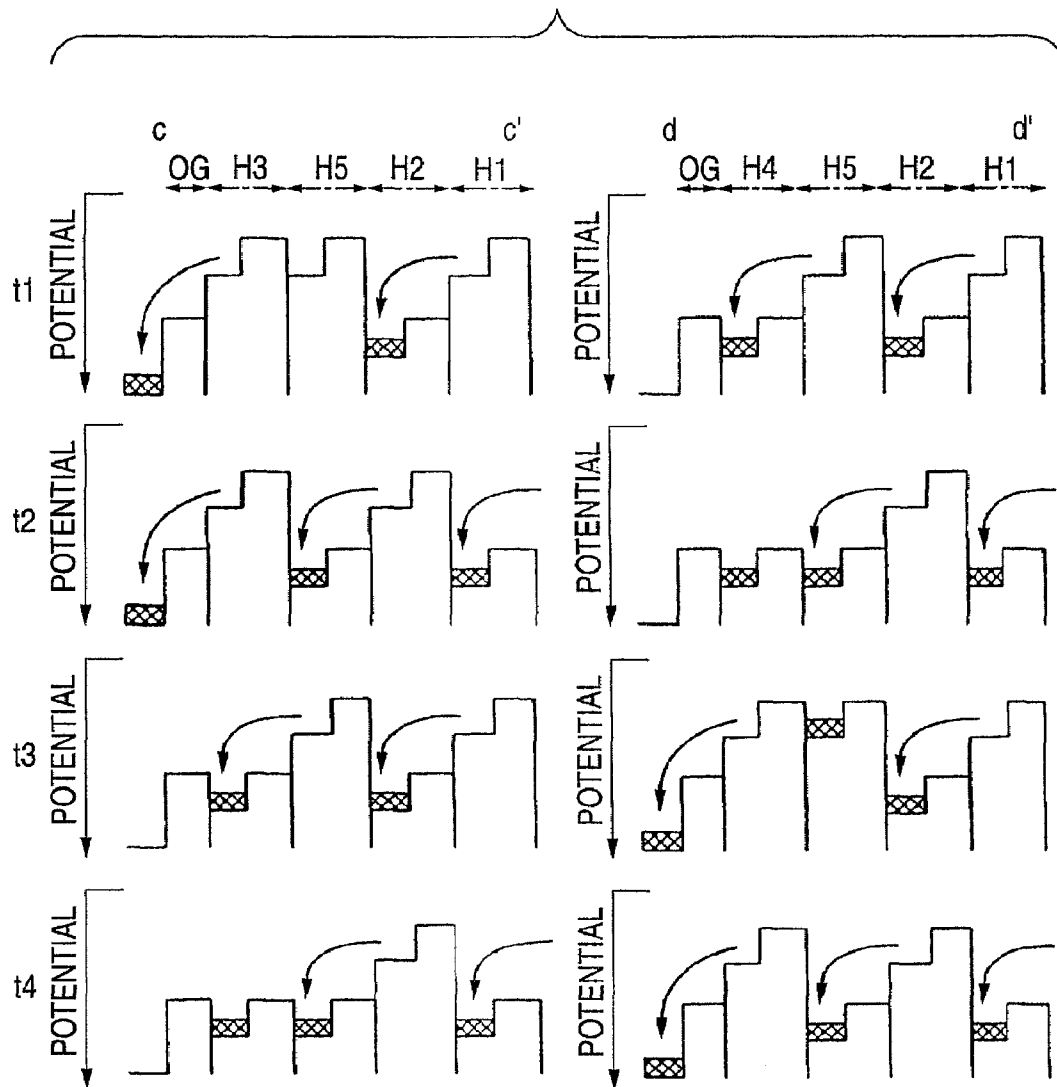 c c' d d'
OG H3 H5 H2 H1 OG H4 H5 H2 H1
t1 POTENTIAL POTENTIAL
t2 POTENTIAL POTENTIAL
t3 POTENTIAL POTENTIAL
t4 POTENTIAL POTENTIAL